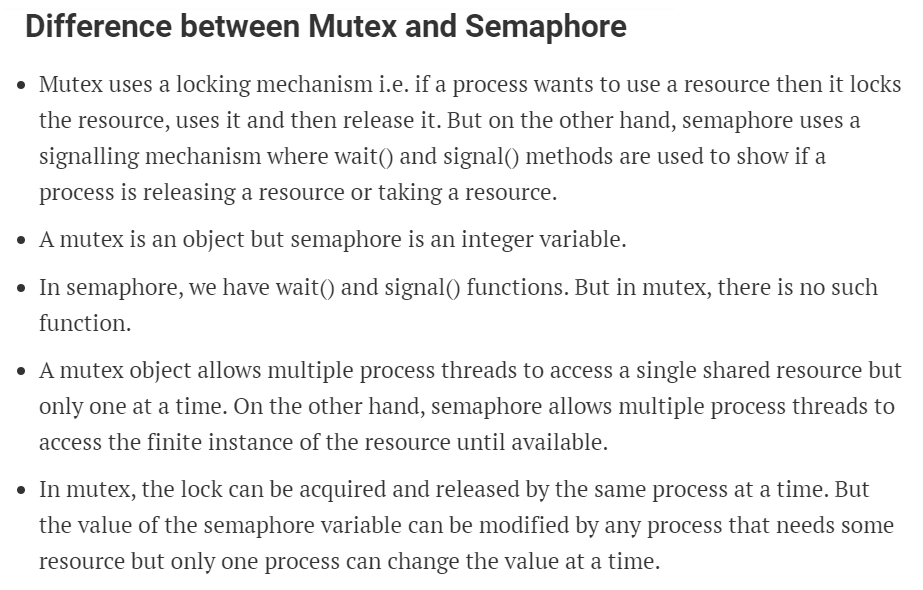 Difference between Mutex and Semaphore
• Mutex uses a locking mechanism i.e. if a process wants to use a resource then it locks
the resource, uses it and then release it. But on the other hand, semaphore uses a
signalling mechanism where wait() and signal() methods are used to show if a
process is releasing a resource or taking a resource.
• A mutex is an object but semaphore is an integer variable.
• In semaphore, we have wait() and signal() functions. But in mutex, there is no such
function.
• A mutex object allows multiple process threads to access a single shared resource but
only one at a time. On the other hand, semaphore allows multiple process threads to
access the finite instance of the resource until available.
• In mutex, the lock can be acquired and released by the same process at a time. But
the value of the semaphore variable can be modified by any process that needs some
resource but only one process can change the value at a time.